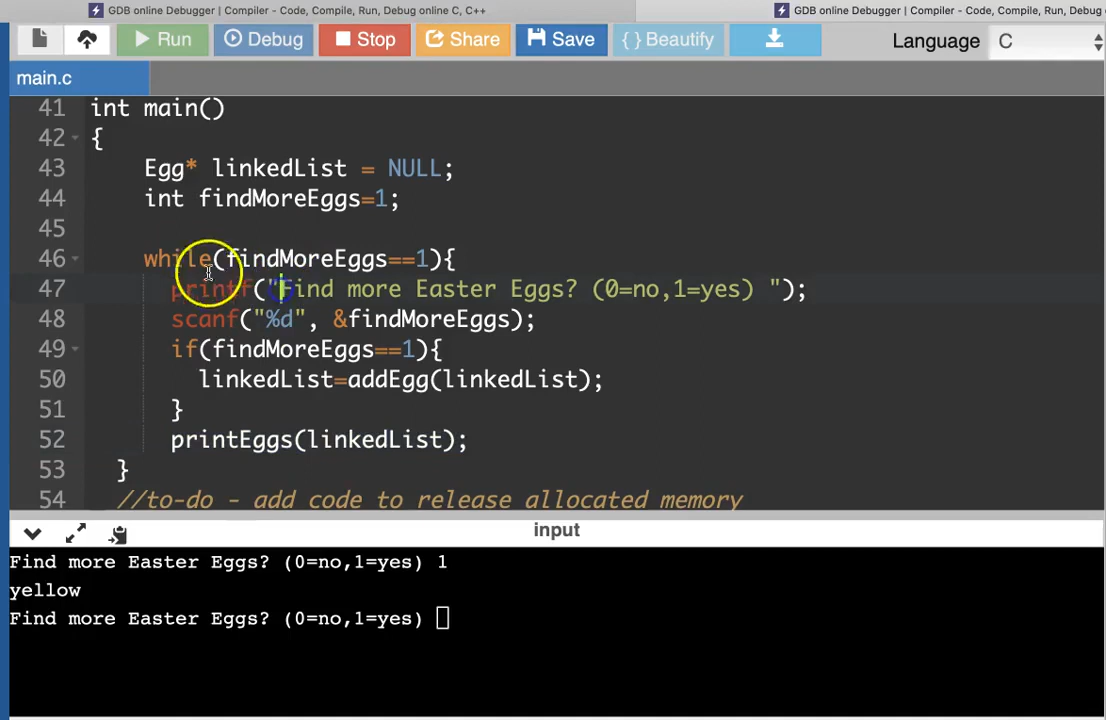 GDB online Debugger | Compiler - Code, Compile, Run, Debug online C, C++
GDB online Debugger | Compiler - Code, Compile, Run, Debug
Run Debug Stop Share Save { } Beautify Language C
main.c
41 int main()
42 {
43 Egg* linkedList = NULL;
44 int findMoreEggs=1;
45
46 while(findMoreEggs==1){
47 printf("Find more Easter Eggs? (0=no,1=yes) ");
48 scanf("%d", &findMoreEggs);
49 if(findMoreEggs==1){
50 linkedList=addEgg(linkedList);
51 }
52 printEggs(linkedList);
53 }
54 //to-do - add code to release allocated memory
input
Find more Easter Eggs? (0=no,1=yes) 1
yellow
Find more Easter Eggs? (0=no,1=yes)